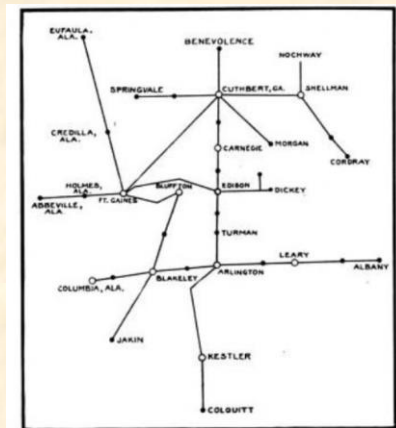 EUFAULA,
ALA.
BENEVOLENCE
NOCHWAY
SPRINGVALE
CUTHBERT, GA.
SHELLMAN
CREDILLA,
ALA.
CARNEGIE
MORGAN
CORDRAY
HOLMES,
ALA.
BLUFFTON
EDISON
DICKEY
ABBEVILLE,
ALA.
FT. GAINES
TURMAN
LEARY
ALBANY
COLUMBIA, ALA.
BLAKELEY
ARLINGTON
JAKIN
KESTLER
COLQUITT